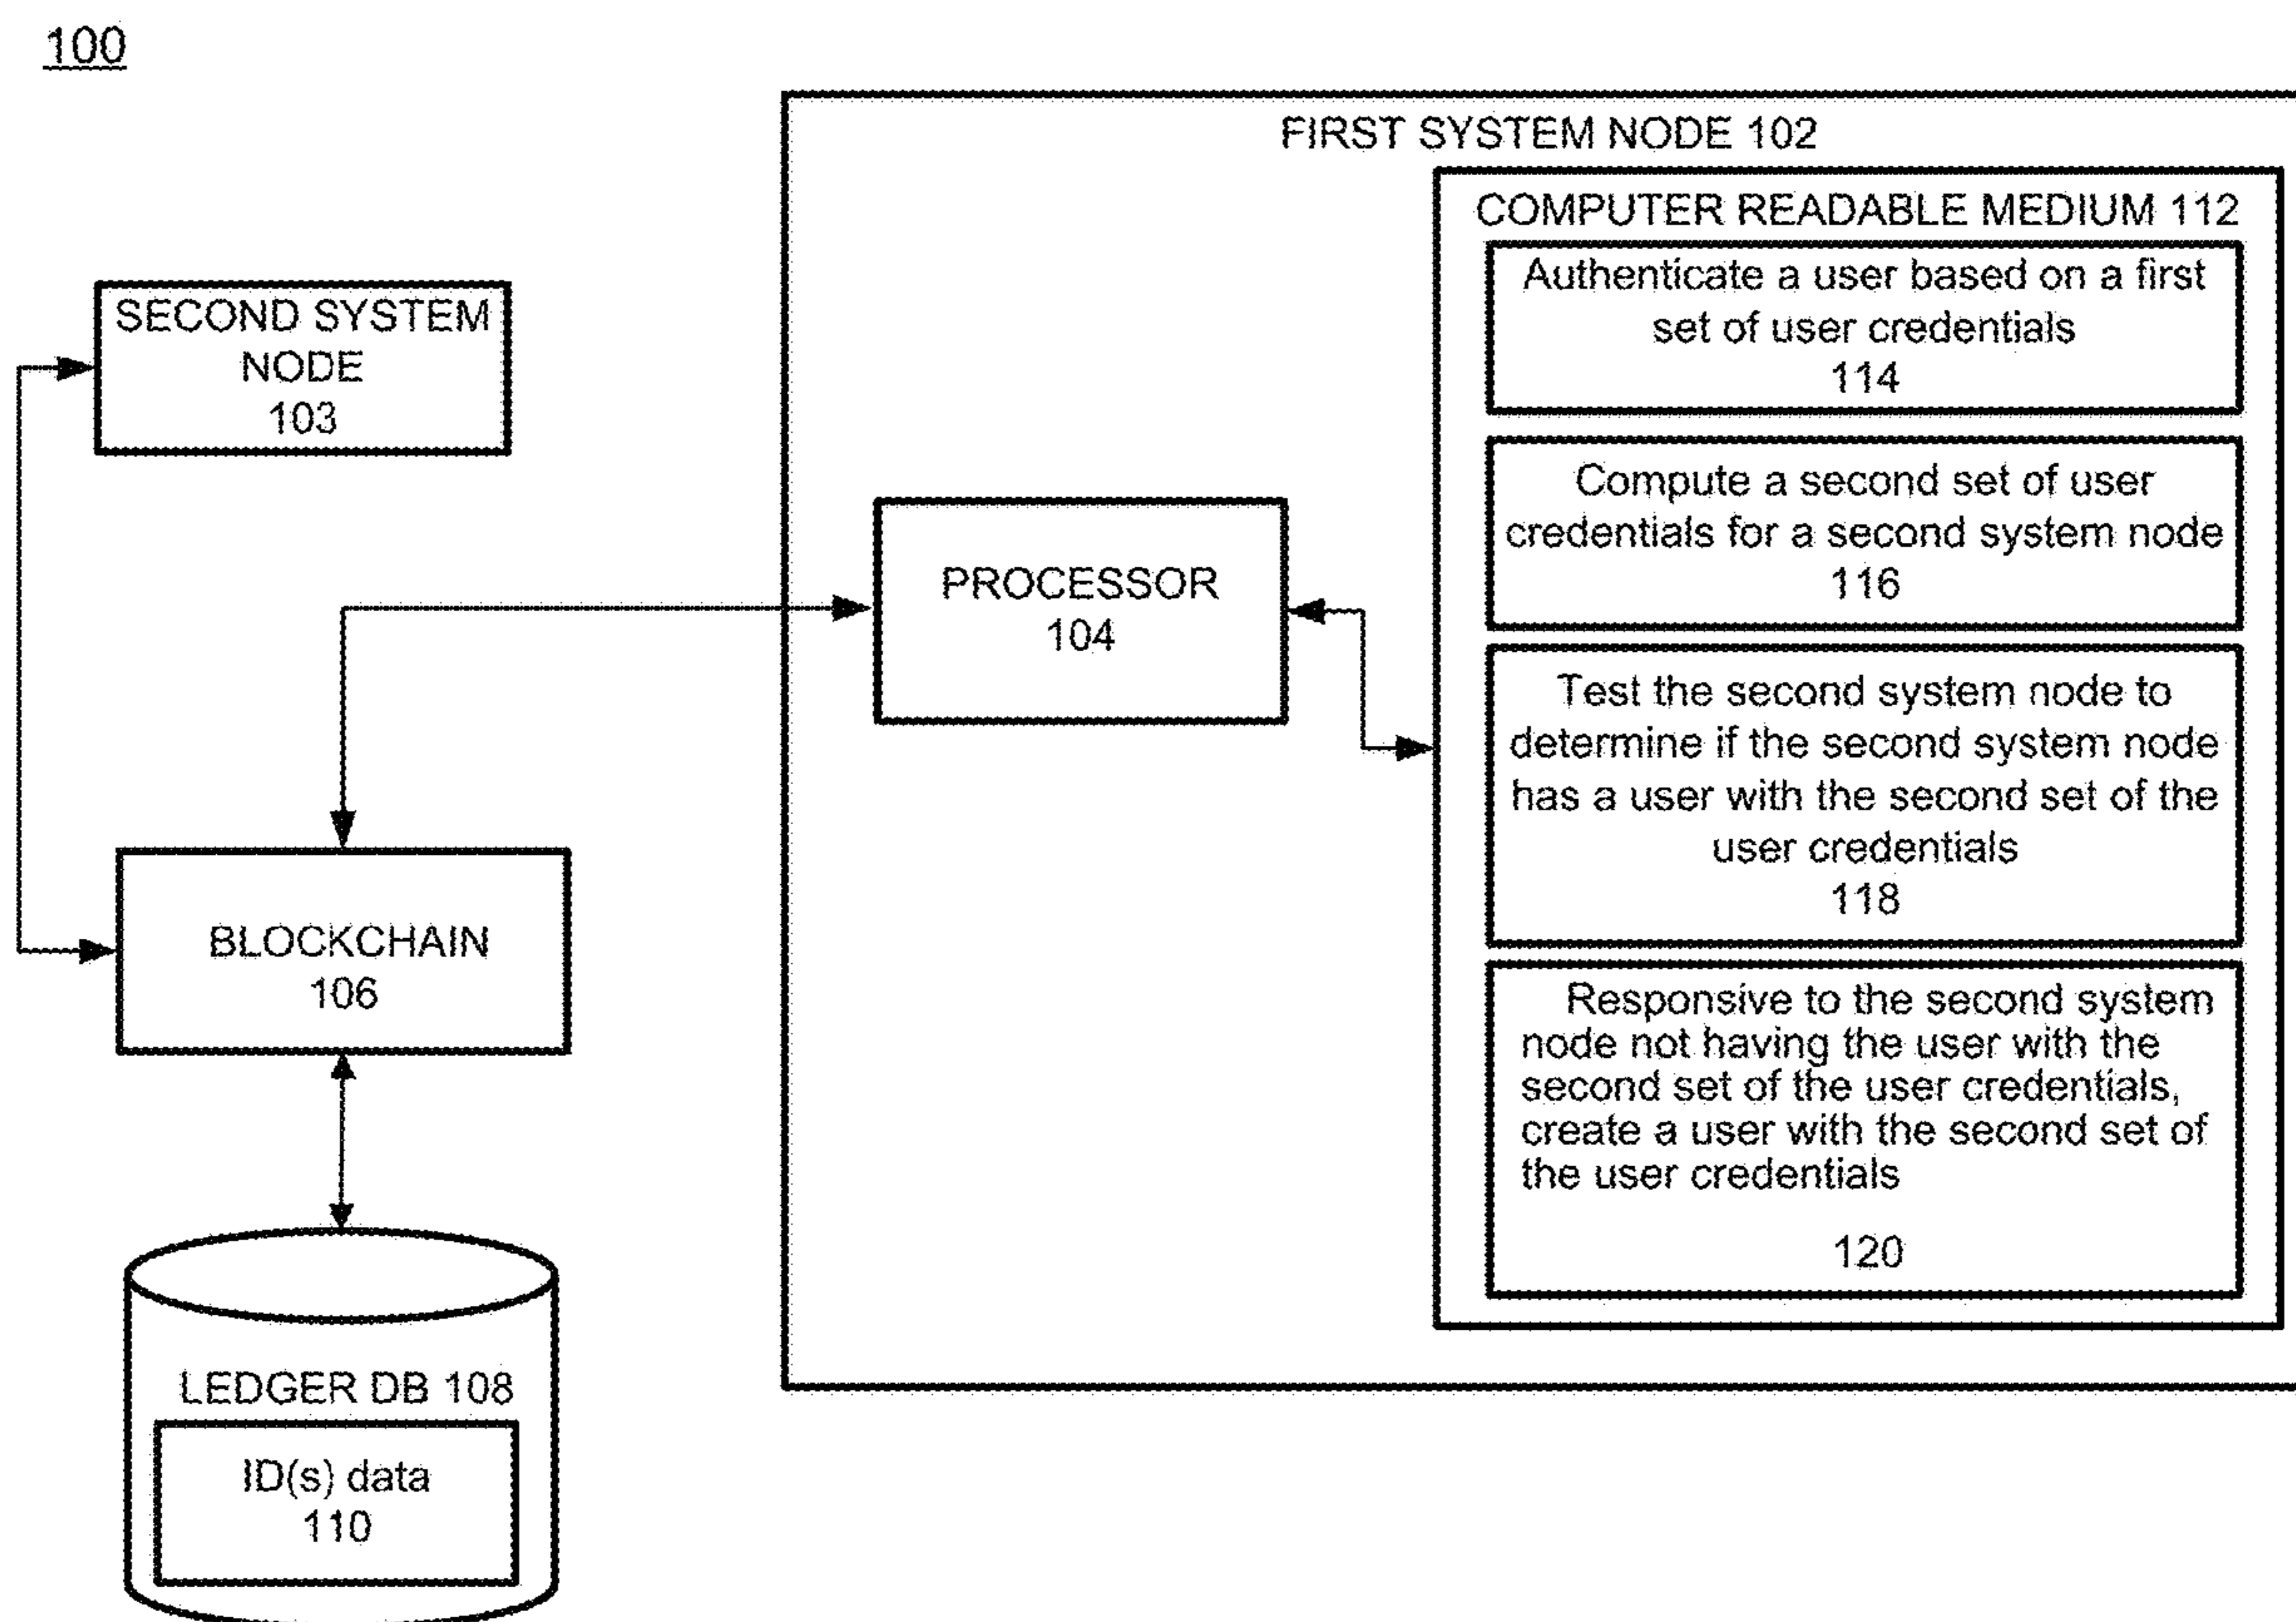 100
FIRST SYSTEM NODE 102
COMPUTER READABLE MEDIUM 112
Authenticate a user based on a first
set of user credentials
114
SECOND SYSTEM
NODE
103
Compute a second set of user
credentials for a second system node
116
PROCESSOR
104
Test the second system node to
determine if the second system node
has a user with the second set of the
user credentials
118
BLOCKCHAIN
106
Responsive to the second system
node not having the user with the
second set of the user credentials,
create a user with the second set of
the user credentials
120
LEDGER DB 108
ID(s) data
110